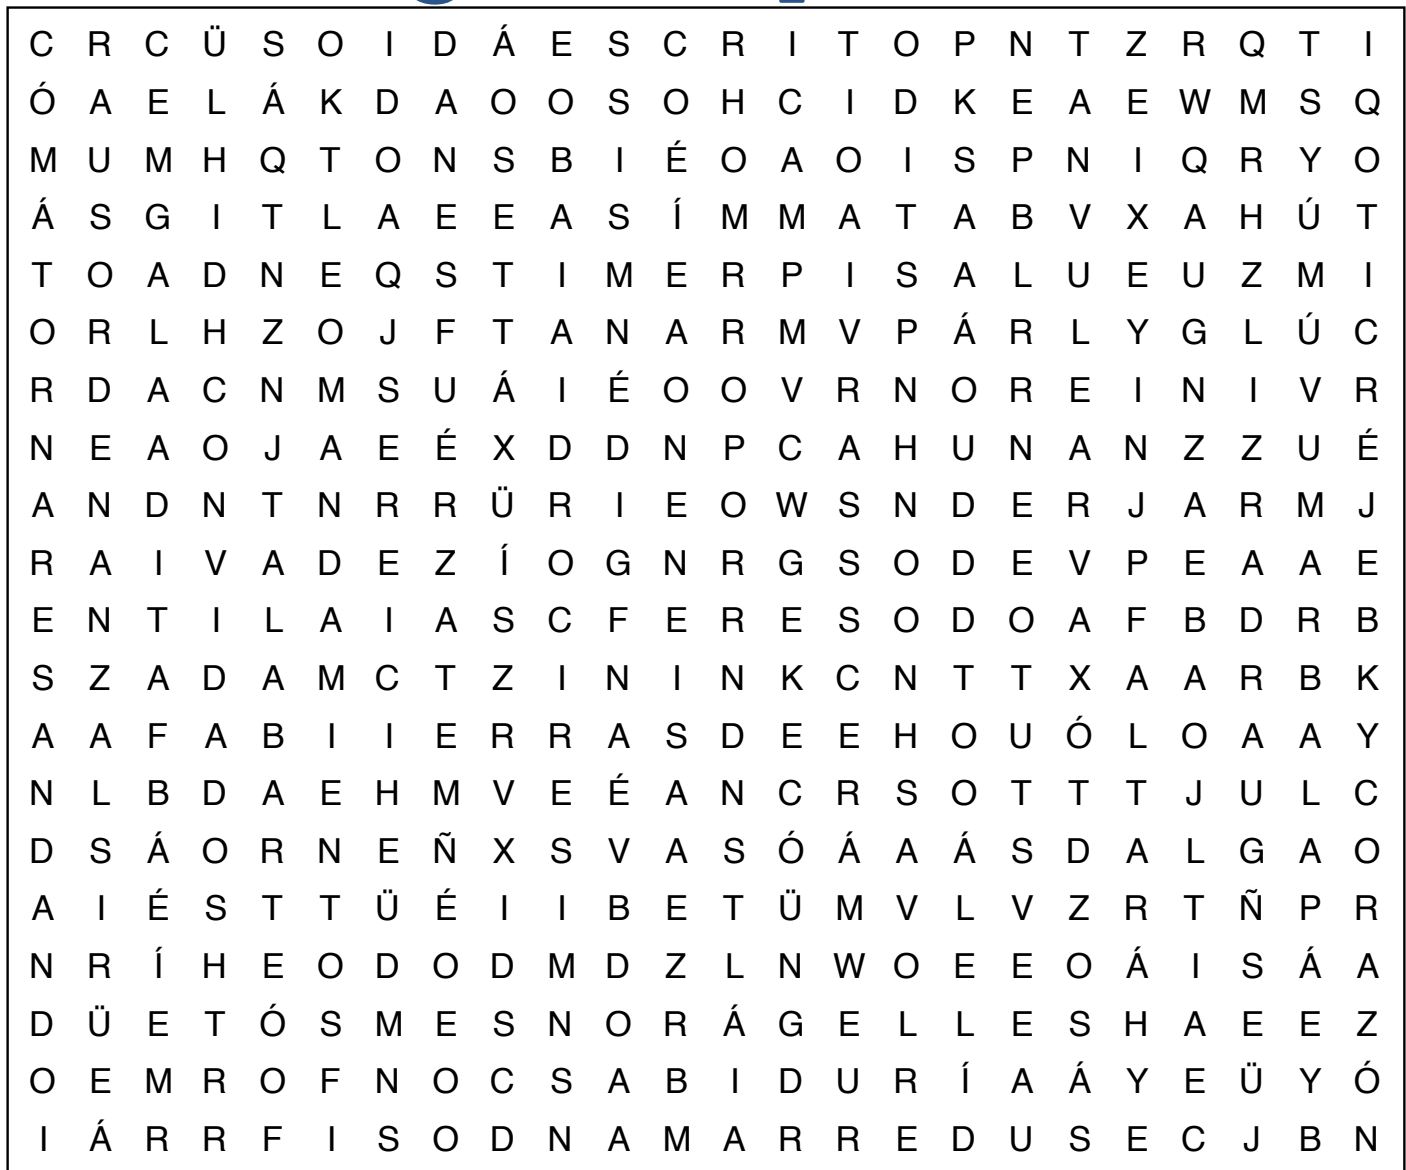 C R C Ü S O I D Á E S C R I T O P N T Z R Q T I
Ó A E L Á K D A O O S O H C I D K E A E W M S Q
M U M H Q T O N S B I É O A O I S P N I Q R Y O
Á S G I T L A E E A S Í M M A T A B V X A H Ú T
T O A D N E Q S T I M E R P I S A L U E U Z M I
O R L H Z O J F T A N A R M V P Á R L Y G L Ú C
R D A C N M S U Á I É O O V R N O R E I N I V R
N E A O J A E É X D D N P C A H U N A N Z Z U É
A N D N T N R R Ü R I E O W S N D E R J A R M J
R A I V A D E Z Í O G N R G S O D E V P E A A E
E N T I L A I A S C F E R E S O D O A F B D R B
S Z A D A M C T Z I N I N K C N T T X A A R B K
A A F A B I I E R R A S D E E H O U Ó L O A A Y
N L B D A E H M V E É A N C R S O T T T J U L C
D S Á O R N E Ñ X S V A S Ó Á A Á S D A L G A O
A I É S T T Ü É I I B E T Ü M V L V Z R T Ñ P R
N R Í H E O D O D M D Z L N W O E E O Á I S Á A
D Ü E T Ó S M E S N O R Á G E L L E S H A E E Z
O E M R O F N O C S A B I D U R Í A Á Y E Ü Y Ó
I Á R R F I S O D N A M A R R E D U S E C J B N